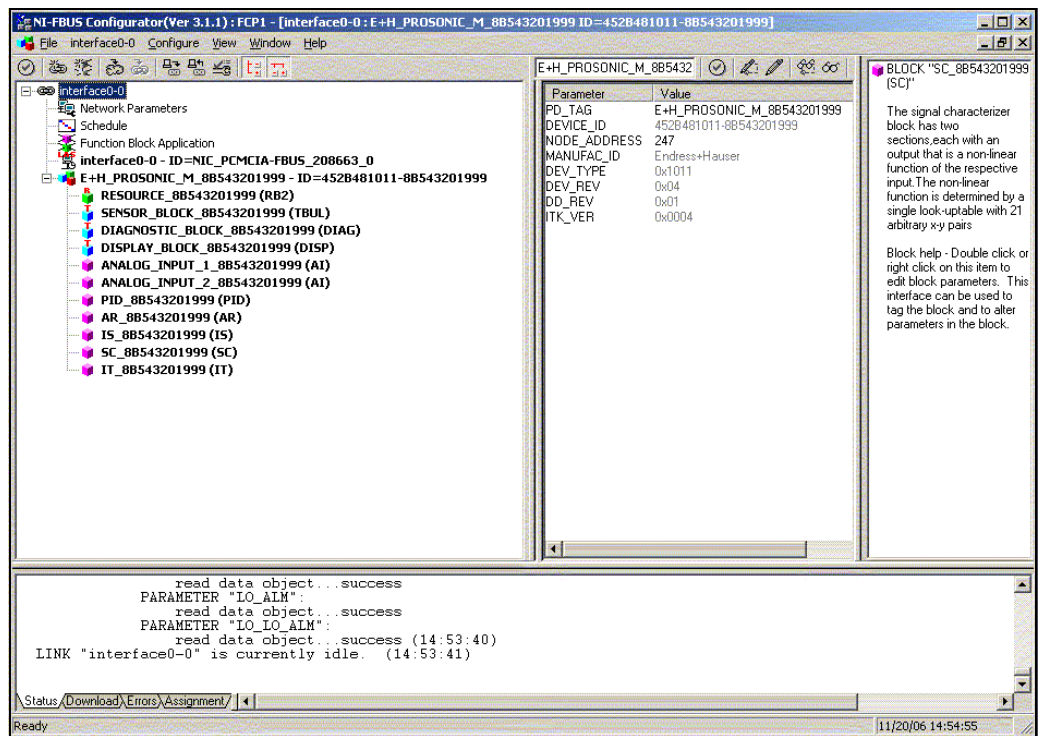 NI-FBUS Configurator(Ver 3.1.1) : FCP1 - [interface0-0 : E+H_PROSONIC_M_8B543201999 ID=452B481011-8B543201999]
File interface0-0 Configure View Window Help
E+H_PROSONIC_M_8B5432
interface0-0
Network Parameters
Schedule
Function Block Application
interface0-0 - ID=NIC_PCMCIA-FBUS_208663_0
E+H_PROSONIC_M_8B543201999 - ID=452B481011-8B543201999
RESOURCE_8B543201999 (RB2)
SENSOR_BLOCK_8B543201999 (TBUL)
DIAGNOSTIC_BLOCK_8B543201999 (DIAG)
DISPLAY_BLOCK_8B543201999 (DISP)
ANALOG_INPUT_1_8B543201999 (AI)
ANALOG_INPUT_2_8B543201999 (AI)
PID_8B543201999 (PID)
AR_8B543201999 (AR)
IS_8B543201999 (IS)
SC_8B543201999 (SC)
IT_8B543201999 (IT)
Parameter Value
PD_TAG E+H_PROSONIC_M_8B543201999
DEVICE_ID 452B481011-8B543201999
NODE_ADDRESS 247
MANUFAC_ID Endress+Hauser
DEV_TYPE 0x1011
DEV_REV 0x04
DD_REV 0x01
ITK_VER 0x0004
BLOCK "SC_8B543201999
(SC)"
The signal characterizer
block has two
sections,each with an
output that is a non-linear
function of the respective
input.The non-linear
function is determined by a
single look-uptable with 21
arbitrary x-y pairs
Block help - Double click or
right click on this item to
edit block parameters. This
interface can be used to
tag the block and to alter
parameters in the block.
read data object...success
PARAMETER "LO_ALM":
read data object...success
PARAMETER "LO_LO_ALM":
read data object...success (14:53:40)
LINK "interface0-0" is currently idle. (14:53:41)
Status Download Errors Assignment
Ready 11/20/06 14:54:55